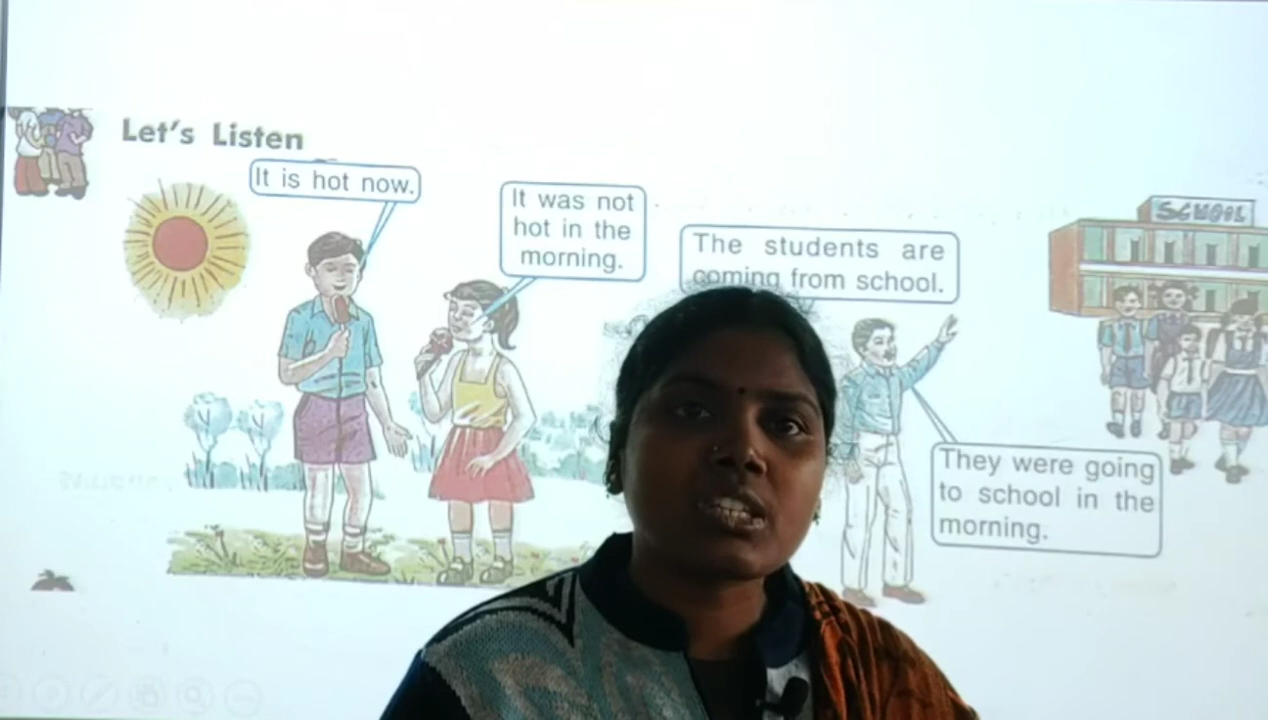 Let's Listen
It is hot now.
It was not
hot in the
morning.
The students are
coming from school.
SCHOOL
They were going
to school in the
morning.